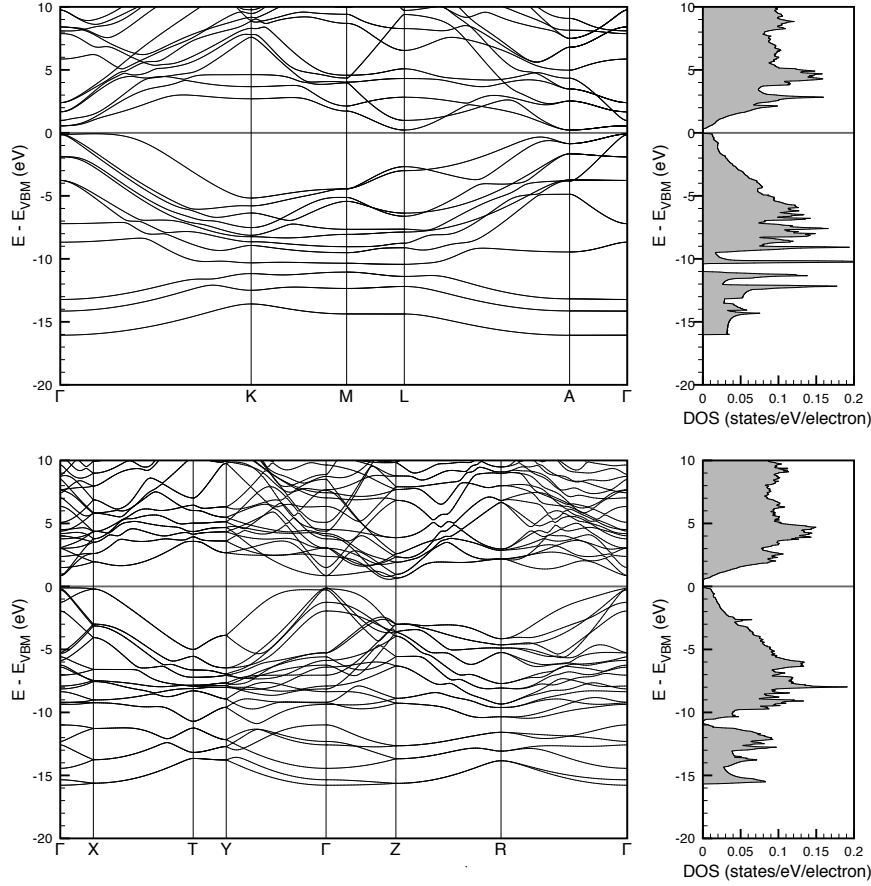 10
5
0
-5
-10
-15
-20
E - E_VBM (eV)
Γ K M L A Γ
10
5
0
-5
-10
-15
-20
E - E_VBM (eV)
0 0.05 0.1 0.15 0.2
DOS (states/eV/electron)
10
5
0
-5
-10
-15
-20
E - E_VBM (eV)
Γ X T Y Γ Z R Γ
10
5
0
-5
-10
-15
-20
E - E_VBM (eV)
0 0.05 0.1 0.15 0.2
DOS (states/eV/electron)